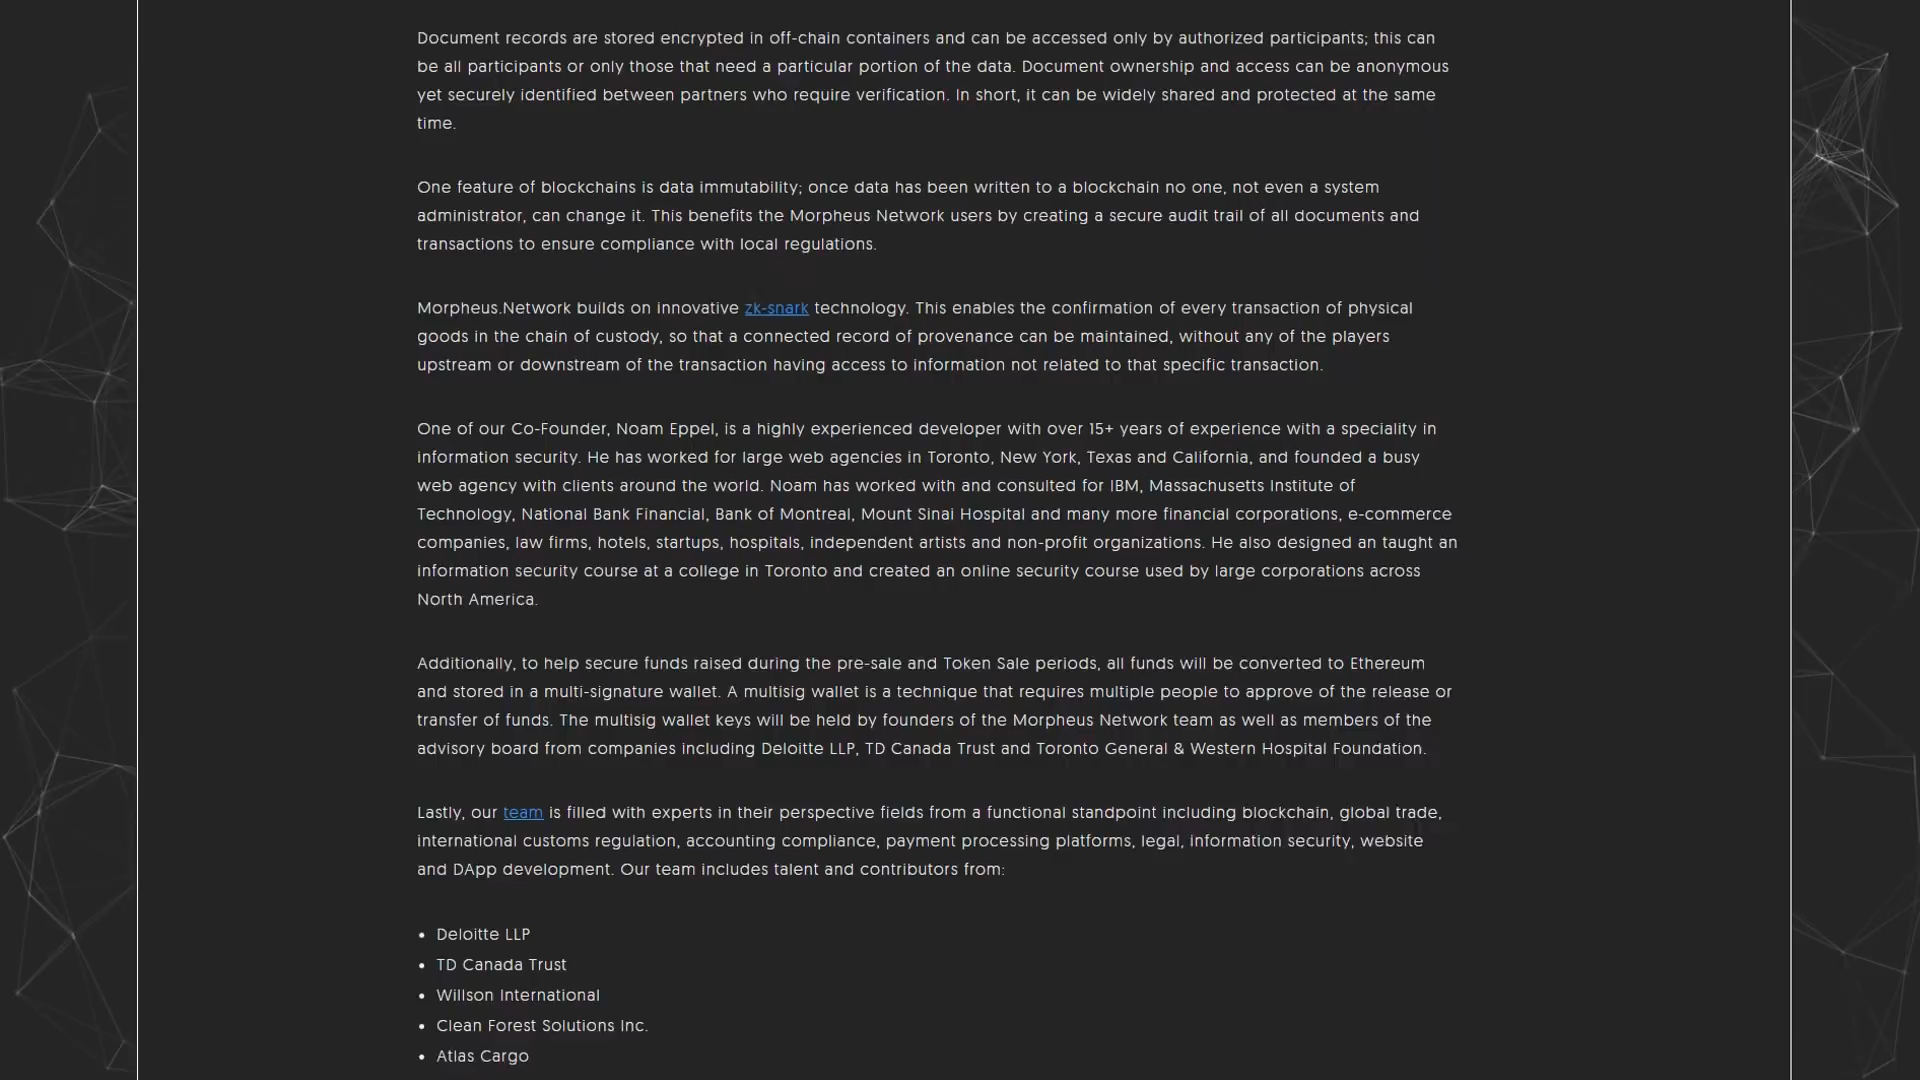 Document records are stored encrypted in off-chain containers and can be accessed only by authorized participants; this can
be all participants or only those that need a particular portion of the data. Document ownership and access can be anonymous
yet securely identified between partners who require verification. In short, it can be widely shared and protected at the same
time.
One feature of blockchains is data immutability; once data has been written to a blockchain no one, not even a system
administrator, can change it. This benefits the Morpheus Network users by creating a secure audit trail of all documents and
transactions to ensure compliance with local regulations.
Morpheus.Network builds on innovative zk-snark technology. This enables the confirmation of every transaction of physical
goods in the chain of custody, so that a connected record of provenance can be maintained, without any of the players
upstream or downstream of the transaction having access to information not related to that specific transaction.
One of our Co-Founder, Noam Eppel, is a highly experienced developer with over 15+ years of experience with a speciality in
information security. He has worked for large web agencies in Toronto, New York, Texas and California, and founded a busy
web agency with clients around the world. Noam has worked with and consulted for IBM, Massachusetts Institute of
Technology, National Bank Financial, Bank of Montreal, Mount Sinai Hospital and many more financial corporations, e-commerce
companies, law firms, hotels, startups, hospitals, independent artists and non-profit organizations. He also designed an taught an
information security course at a college in Toronto and created an online security course used by large corporations across
North America.
Additionally, to help secure funds raised during the pre-sale and Token Sale periods, all funds will be converted to Ethereum
and stored in a multi-signature wallet. A multisig wallet is a technique that requires multiple people to approve of the release or
transfer of funds. The multisig wallet keys will be held by founders of the Morpheus Network team as well as members of the
advisory board from companies including Deloitte LLP, TD Canada Trust and Toronto General & Western Hospital Foundation.
Lastly, our team is filled with experts in their perspective fields from a functional standpoint including blockchain, global trade,
international customs regulation, accounting compliance, payment processing platforms, legal, information security, website
and DApp development. Our team includes talent and contributors from:
• Deloitte LLP
• TD Canada Trust
• Willson International
• Clean Forest Solutions Inc.
• Atlas Cargo